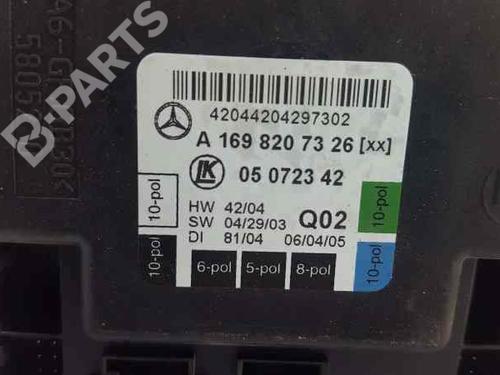 B-PARTS
42044204297302
A 169 820 73 26 [xx]
LK 05 0723 42
HW 42/04
SW 04/29/03 Q02
DI 81/04 06/04/05
10-pol
10-pol
10-pol
10-pol
6-pol 5-pol 8-pol